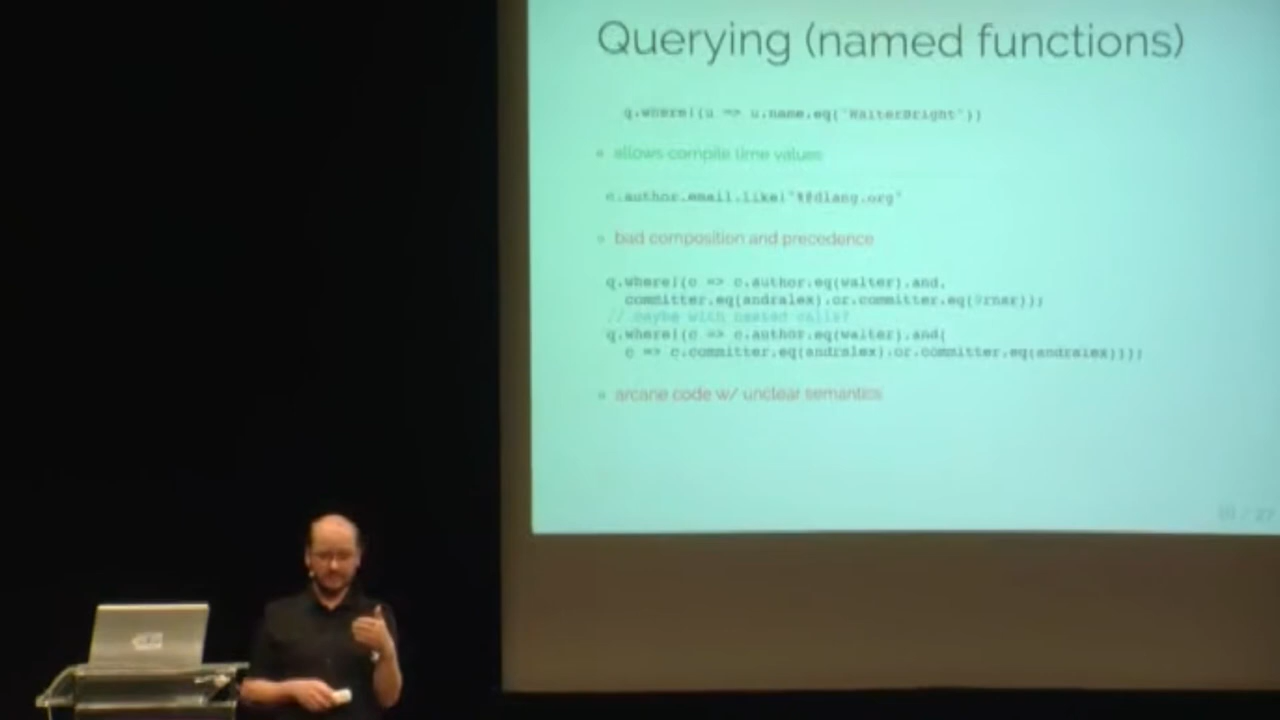 Querying (named functions)
q.where!(u => u.name.eq("WalterBright"))
allows compile time values
c.author.email.like!"%@dlang.org"
bad composition and precedence
q.where!(c => c.author.eq(walter).and.
committer.eq(andralex).or.committer.eq(9rnsr));
// maybe with nested calls?
q.where!(c => c.author.eq(walter).and(
c => c.committer.eq(andralex).or.committer.eq(andralex)));
arcane code w/ unclear semantics
/ 27